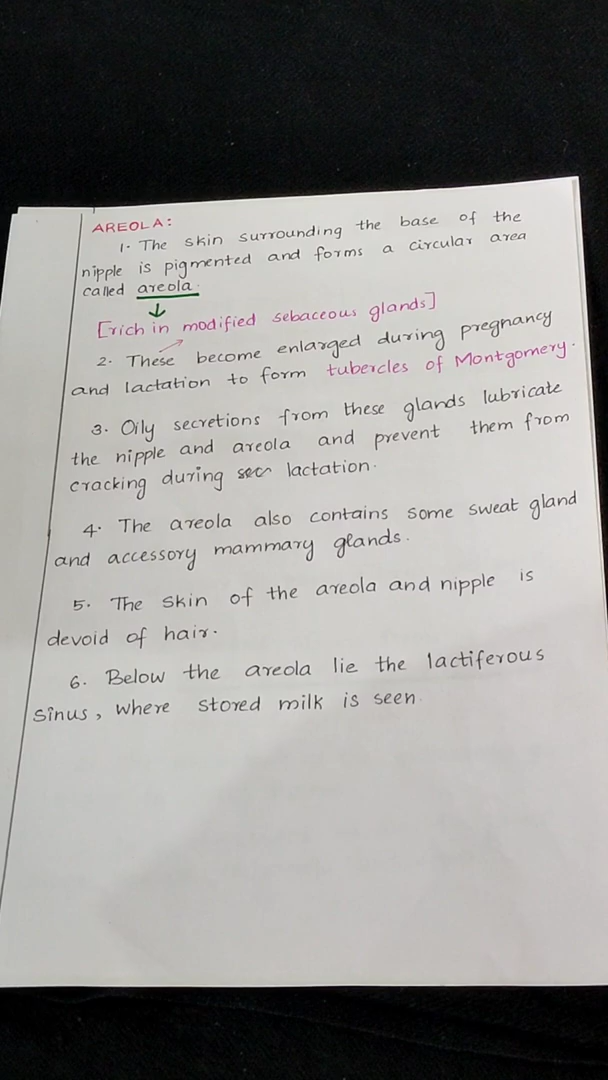 AREOLA:
1. The skin surrounding the base of the
nipple is pigmented and forms a circular area
called areola.
[rich in modified sebaceous glands]
2. These become enlarged during pregnancy
and lactation to form tubercles of Montgomery.
3. Oily secretions from these glands lubricate
the nipple and areola and prevent them from
cracking during lactation.
4. The areola also contains some sweat gland
and accessory mammary glands.
5. The skin of the areola and nipple is
devoid of hair.
6. Below the areola lie the lactiferous
sinus, where stored milk is seen.